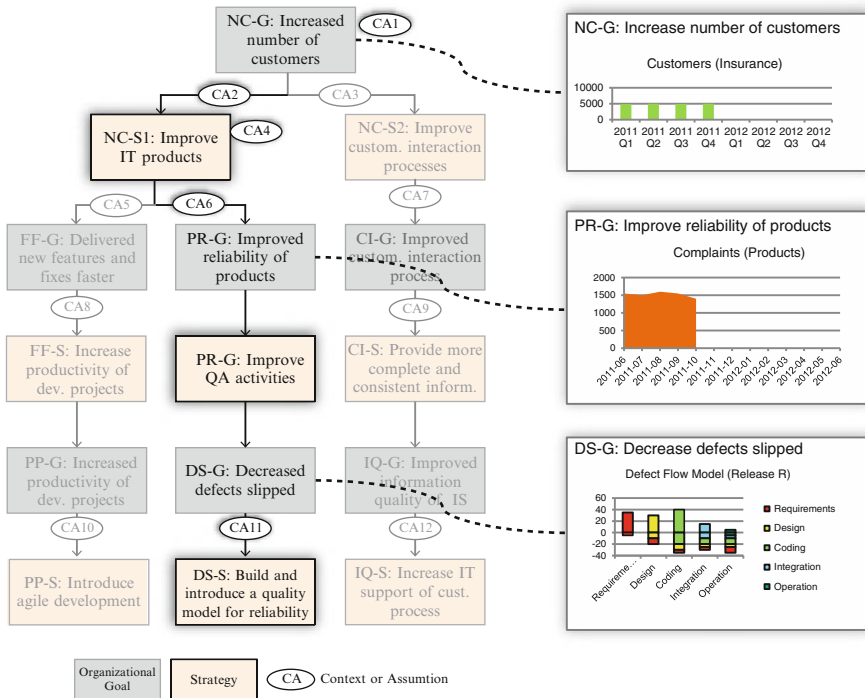 NC-G: Increased
number of
customers
CA1
CA2
CA3
NC-S1: Improve
IT products
CA4
NC-S2: Improve
custom. interaction
processes
CA5
CA6
CA7
FF-G: Delivered
new features and
fixes faster
PR-G: Improved
reliability of
products
CI-G: Improved
custom. interaction
process
CA8
CA9
FF-S: Increase
productivity of
dev. projects
PR-G: Improve
QA activities
CI-S: Provide more
complete and
consistent inform.
PP-G: Increased
productivity of
dev. projects
DS-G: Decreased
defects slipped
IQ-G: Improved
information
quality of. IS
CA10
CA11
CA12
PP-S: Introduce
agile development
DS-S: Build and
introduce a quality
model for reliability
IQ-S: Increase IT
support of cust.
process
Organizational
Goal
Strategy
CA
Context or Assumption
NC-G: Increase number of customers
Customers (Insurance)
10000
5000
0
2011 2011 2011 2011 2012 2012 2012 2012
Q1 Q2 Q3 Q4 Q1 Q2 Q3 Q4
PR-G: Improve reliability of products
Complaints (Products)
2000
1500
1000
500
0
2011-06
2011-07
2011-08
2011-09
2011-10
2011-11
2011-12
2012-01
2012-02
2012-03
2012-04
2012-05
2012-06
DS-G: Decrease defects slipped
Defect Flow Model (Release R)
60
40
20
0
-20
-40
Requireme...
Design
Coding
Integration
Operation
Requirements
Design
Coding
Integration
Operation